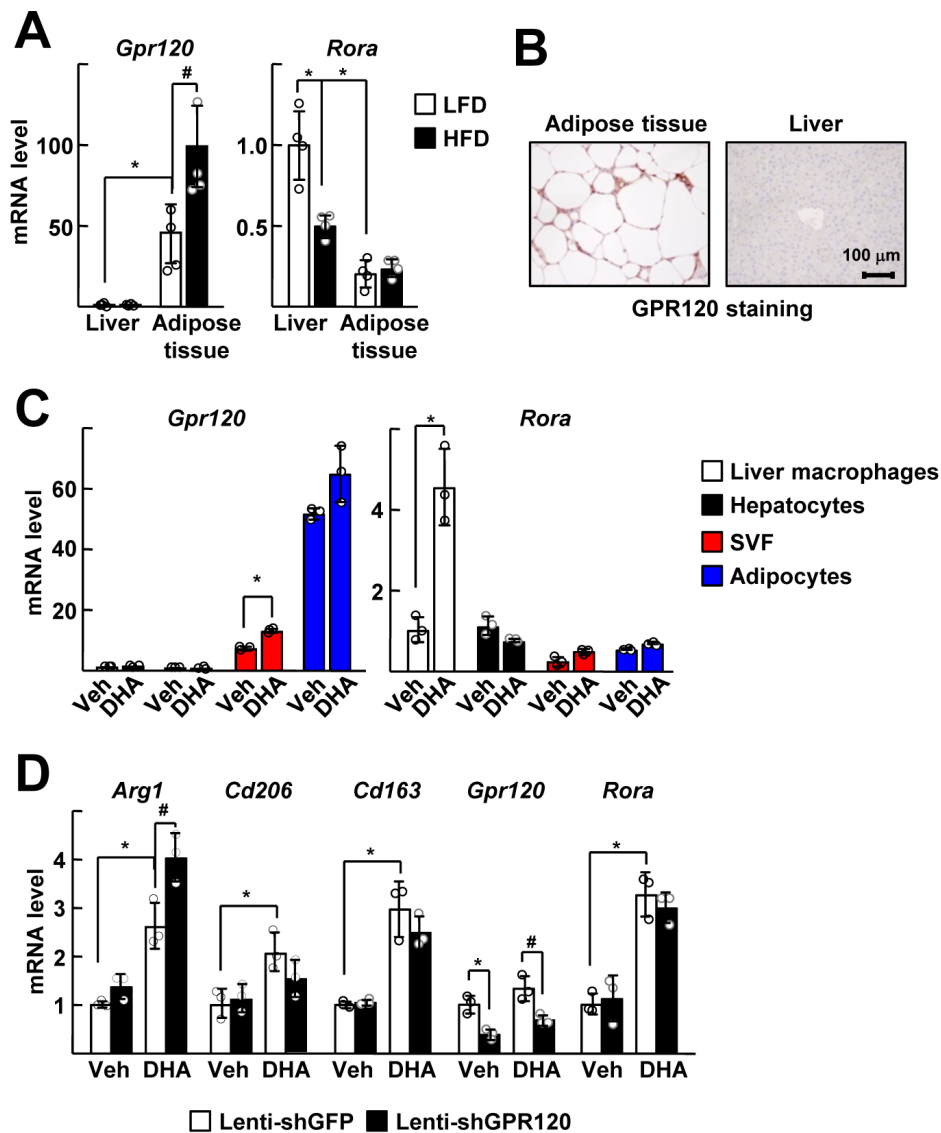 A
Gpr120
Rora
mRNA level
100
50
1.0
0.5
*
#
*
*
Liver
Adipose
tissue
Liver
Adipose
tissue
LFD
HFD
B
Adipose tissue
Liver
100 µm
GPR120 staining
C
Gpr120
Rora
mRNA level
60
40
20
4
2
*
*
Veh
DHA
Veh
DHA
Veh
DHA
Veh
DHA
Veh
DHA
Veh
DHA
Veh
DHA
Veh
DHA
Liver macrophages
Hepatocytes
SVF
Adipocytes
D
Arg1
Cd206
Cd163
Gpr120
Rora
mRNA level
4
3
2
1
*
#
*
*
*
#
*
Veh DHA Veh DHA Veh DHA Veh DHA Veh DHA
Lenti-shGFP Lenti-shGPR120